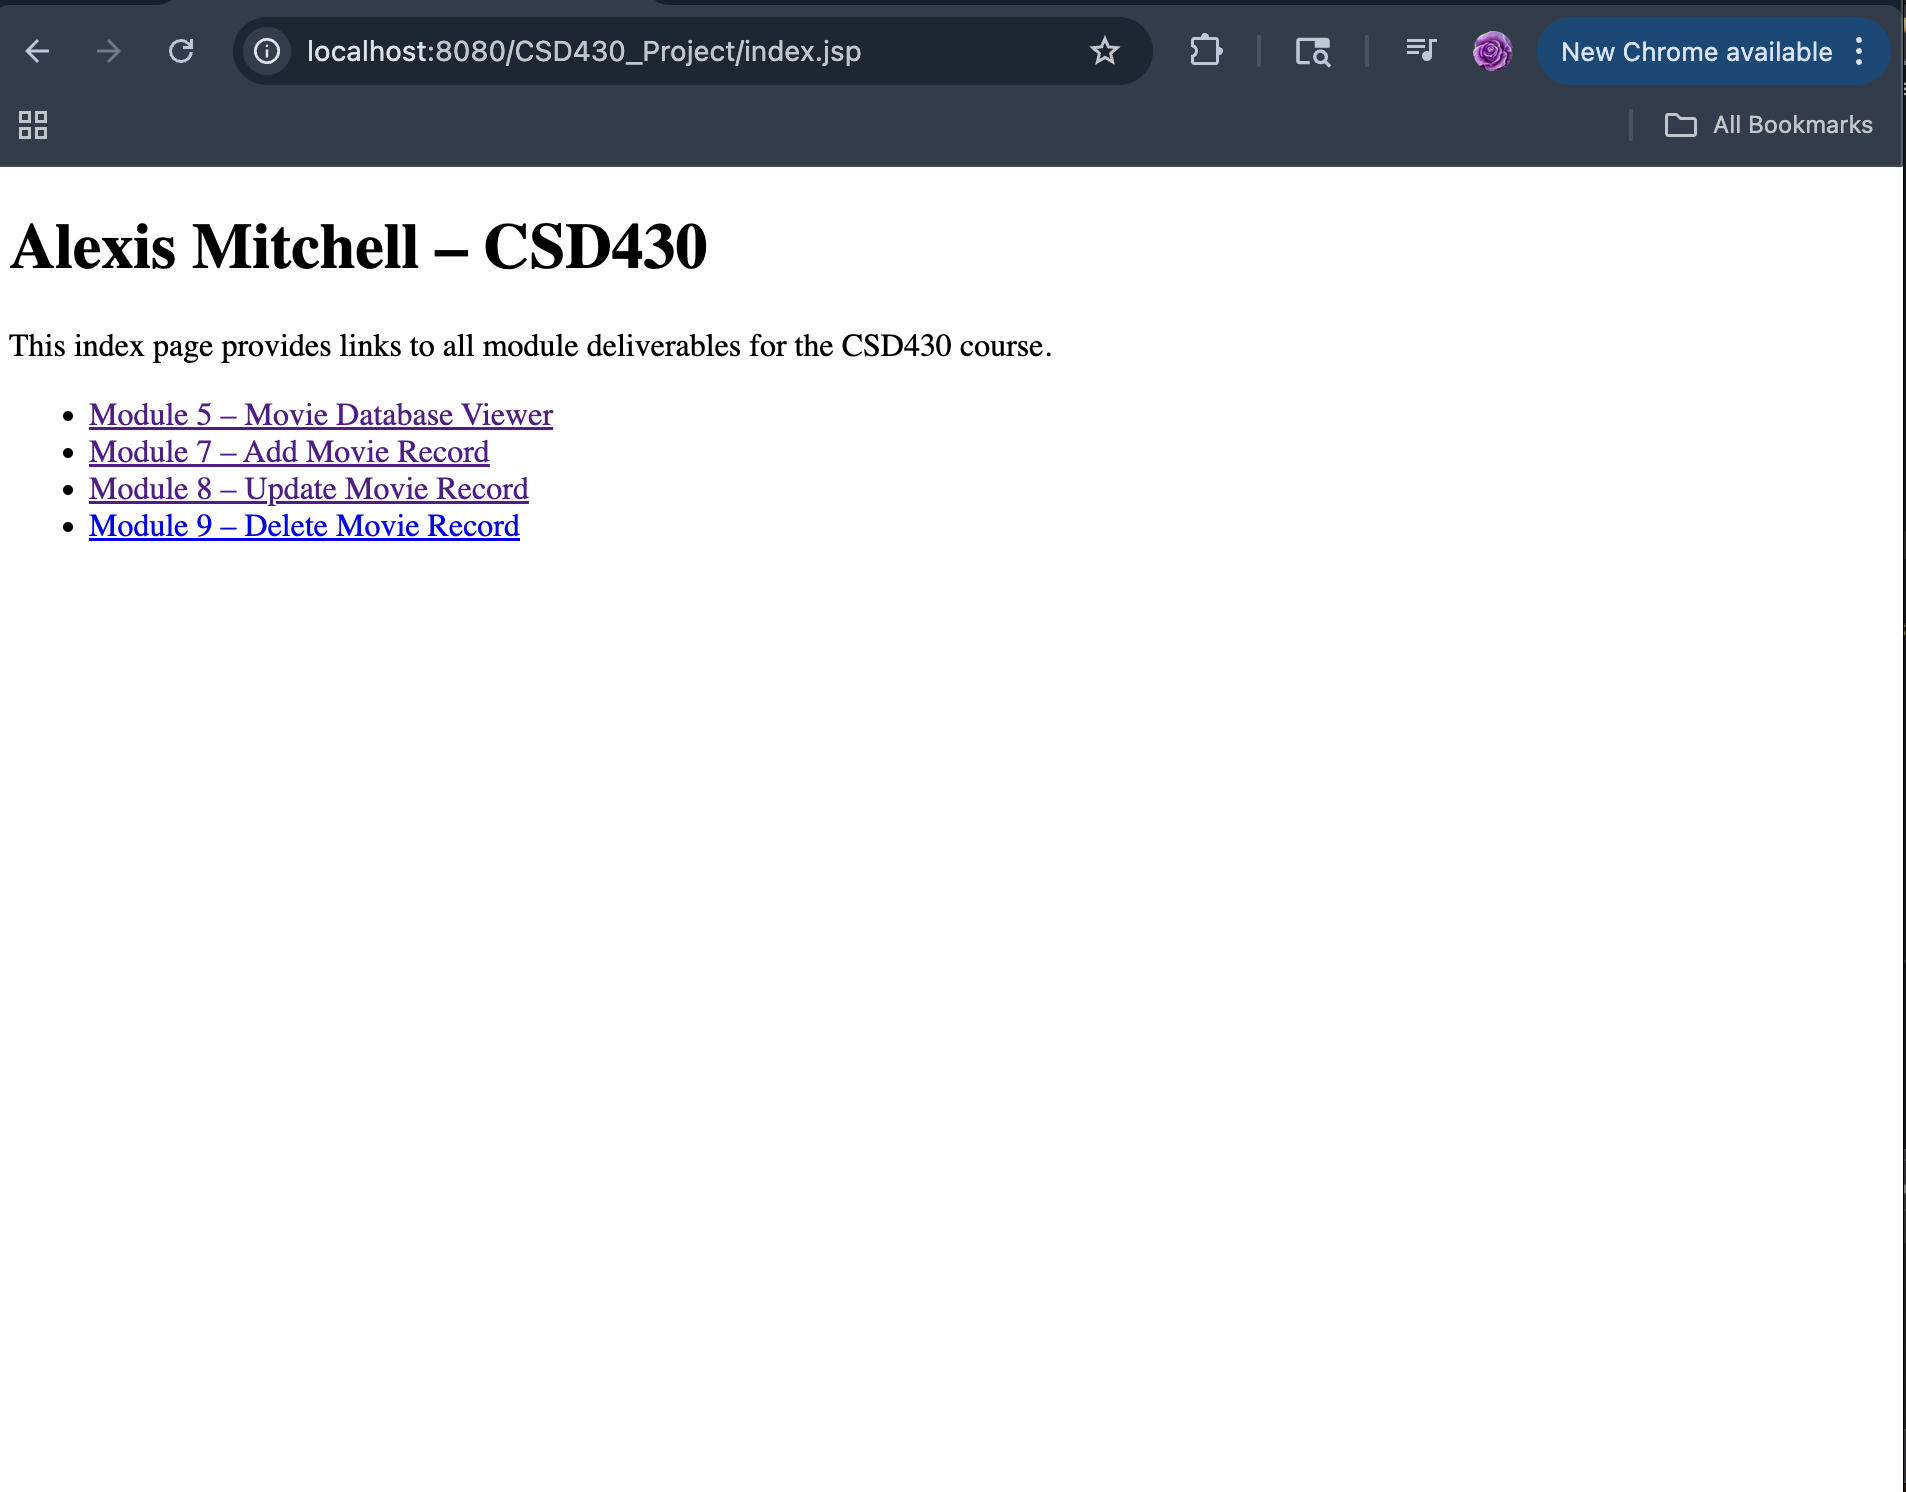 localhost:8080/CSD430_Project/index.jsp
New Chrome available
All Bookmarks
Alexis Mitchell – CSD430
This index page provides links to all module deliverables for the CSD430 course.
Module 5 – Movie Database Viewer
Module 7 – Add Movie Record
Module 8 – Update Movie Record
Module 9 – Delete Movie Record